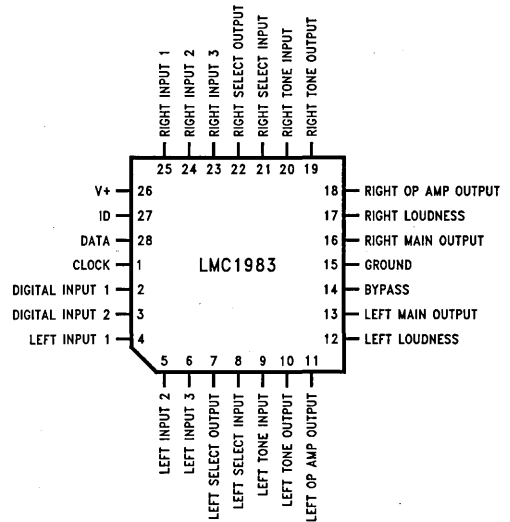 RIGHT INPUT 1
RIGHT INPUT 2
RIGHT INPUT 3
RIGHT SELECT OUTPUT
RIGHT SELECT INPUT
RIGHT TONE INPUT
RIGHT TONE OUTPUT
25 24 23 22 21 20 19
V+ 26
ID 27
DATA 28
CLOCK 1
DIGITAL INPUT 1 2
DIGITAL INPUT 2 3
LEFT INPUT 1 4
LMC1983
18 RIGHT OP AMP OUTPUT
17 RIGHT LOUDNESS
16 RIGHT MAIN OUTPUT
15 GROUND
14 BYPASS
13 LEFT MAIN OUTPUT
12 LEFT LOUDNESS
5 6 7 8 9 10 11
LEFT INPUT 2
LEFT INPUT 3
LEFT SELECT OUTPUT
LEFT SELECT INPUT
LEFT TONE INPUT
LEFT TONE OUTPUT
LEFT OP AMP OUTPUT